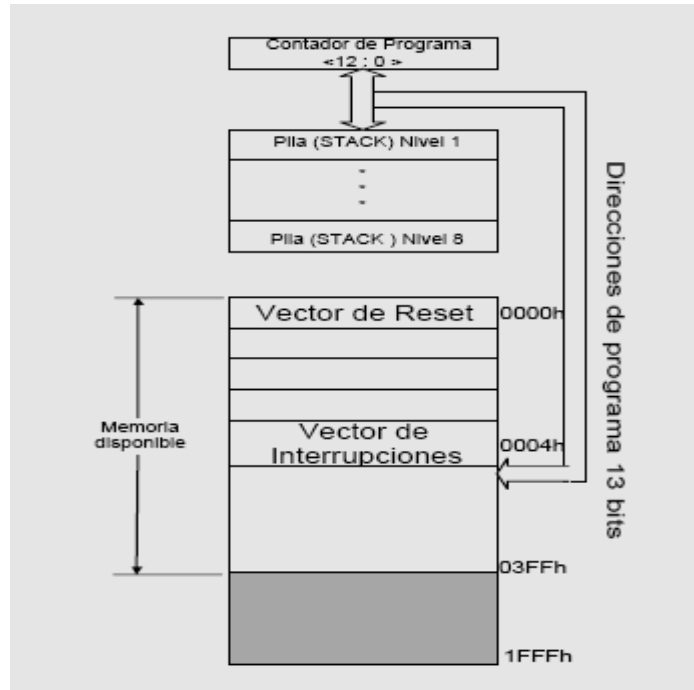 Contador de Programa
<12 : 0 >
Pila (STACK) Nivel 1
Pila (STACK ) Nivel 8
Vector de Reset
0000h
Memoria
disponible
Vector de
Interrupciones
0004h
03FFh
1FFFh
Direcciones de programa 13 bits